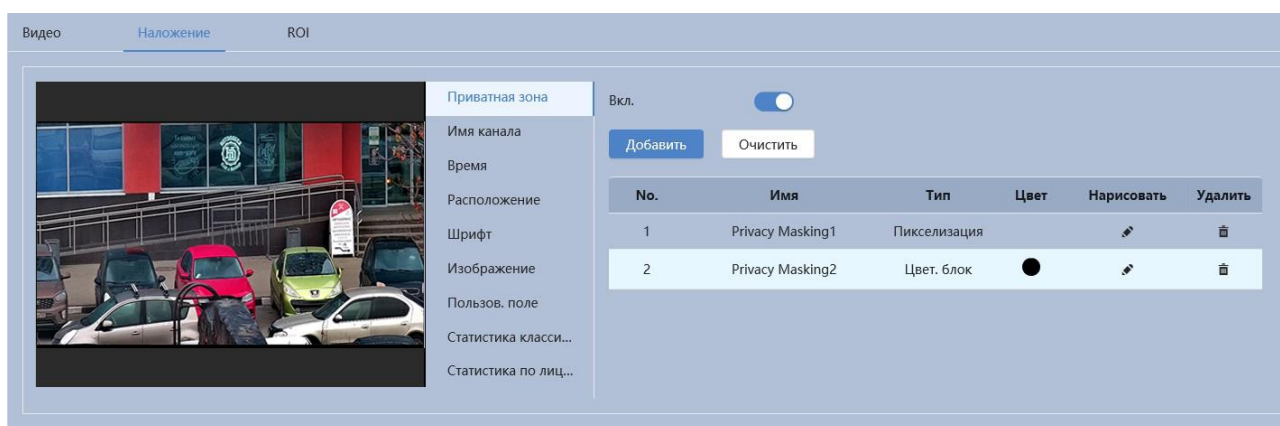 Видео Наложение ROI
Приватная зона
Имя канала
Время
Расположение
Шрифт
Изображение
Пользов. поле
Статистика класси...
Статистика по лиц...
Вкл.
Добавить Очистить
No. Имя Тип Цвет Нарисовать Удалить
1 Privacy Masking1 Пикселизация
2 Privacy Masking2 Цвет. блок